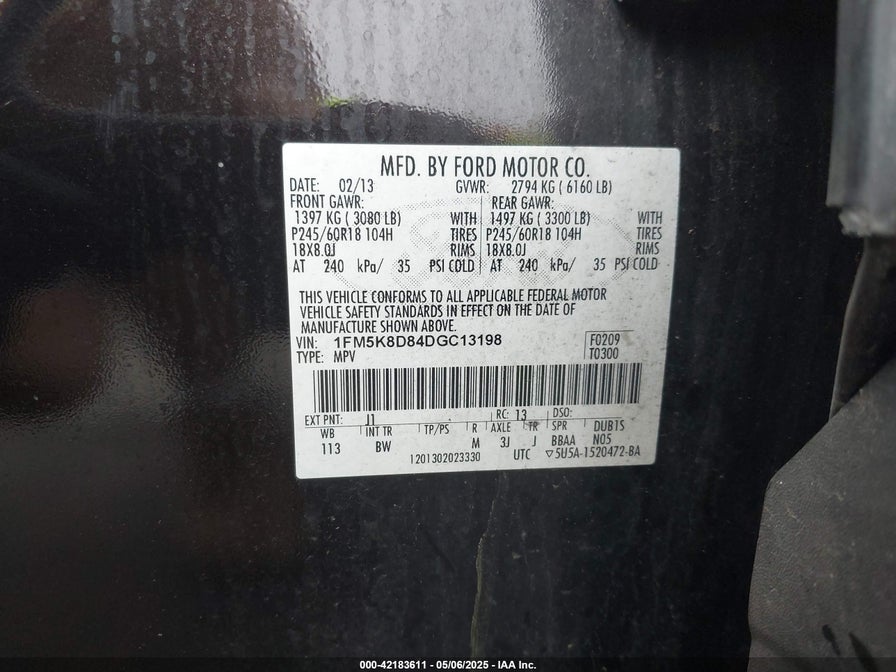 MFD. BY FORD MOTOR CO.
DATE: 02/13 GVWR: 2794 KG ( 6160 LB)
FRONT GAWR: REAR GAWR:
1397 KG ( 3080 LB) WITH 1497 KG ( 3300 LB) WITH
P245/60R18 104H TIRES P245/60R18 104H TIRES
18X8.0J RIMS 18X8.0J RIMS
AT 240 kPa/ 35 PSI COLD AT 240 kPa/ 35 PSI COLD
THIS VEHICLE CONFORMS TO ALL APPLICABLE FEDERAL MOTOR
VEHICLE SAFETY STANDARDS IN EFFECT ON THE DATE OF
MANUFACTURE SHOWN ABOVE.
VIN: 1FM5K8D84DGC13198 F0209
TYPE: MPV T0300
EXT PNT: J1 RC: 13 DSO:
WB INT TR TP/PS R AXLE TR SPR DUB1S
113 BW M 3J J BBAA N05
1201302023330 UTC ▽5U5A-1520472-BA
000-42183611 - 05/06/2025 - IAA Inc.